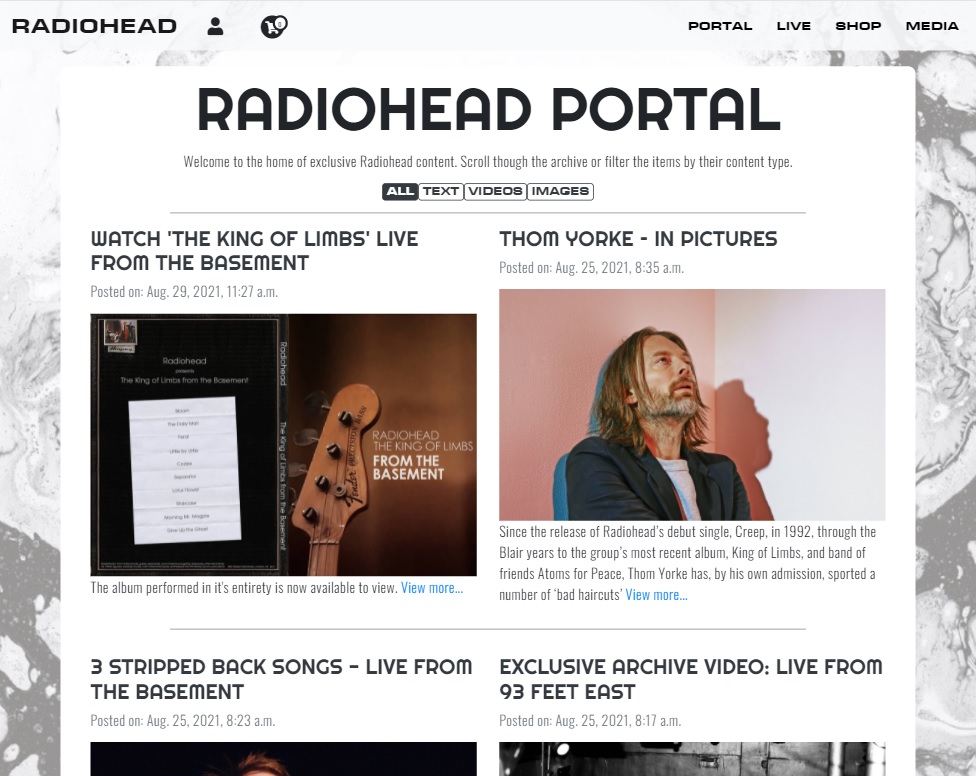 RADIOHEAD
0
PORTAL LIVE SHOP MEDIA
RADIOHEAD PORTAL
Welcome to the home of exclusive Radiohead content. Scroll though the archive or filter the items by their content type.
ALL TEXT VIDEOS IMAGES
WATCH 'THE KING OF LIMBS' LIVE
FROM THE BASEMENT
Posted on: Aug. 29, 2021, 11:27 a.m.
Radiohead
presents
The King of Limbs from the Basement
Bloom
The Daily Mail
Feral
Little by Little
Codex
Separator
Lotus Flower
Staircase
Morning Mr. Magpie
Give Up the Ghost
Radiohead
The King of Limbs from the Basement
Fender
RADIOHEAD
THE KING OF LIMBS
FROM THE
BASEMENT
The album performed in it's entirety is now available to view. View more...
THOM YORKE - IN PICTURES
Posted on: Aug. 25, 2021, 8:35 a.m.
Since the release of Radiohead’s debut single, Creep, in 1992, through the
Blair years to the group’s most recent album, King of Limbs, and band of
friends Atoms for Peace, Thom Yorke has, by his own admission, sported a
number of ‘bad haircuts’ View more...
3 STRIPPED BACK SONGS - LIVE FROM
THE BASEMENT
Posted on: Aug. 25, 2021, 8:23 a.m.
EXCLUSIVE ARCHIVE VIDEO: LIVE FROM
93 FEET EAST
Posted on: Aug. 25, 2021, 8:17 a.m.